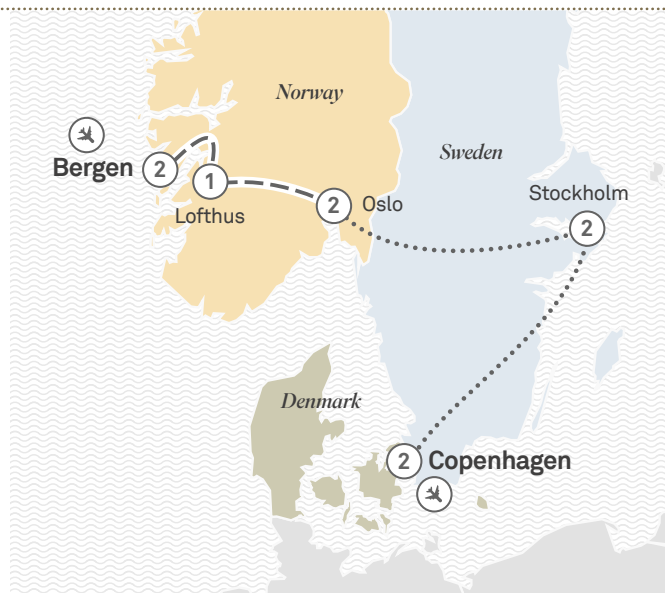 Norway
Sweden
Bergen
2
1
Lofthus
2
Oslo
Stockholm
2
Denmark
2
Copenhagen